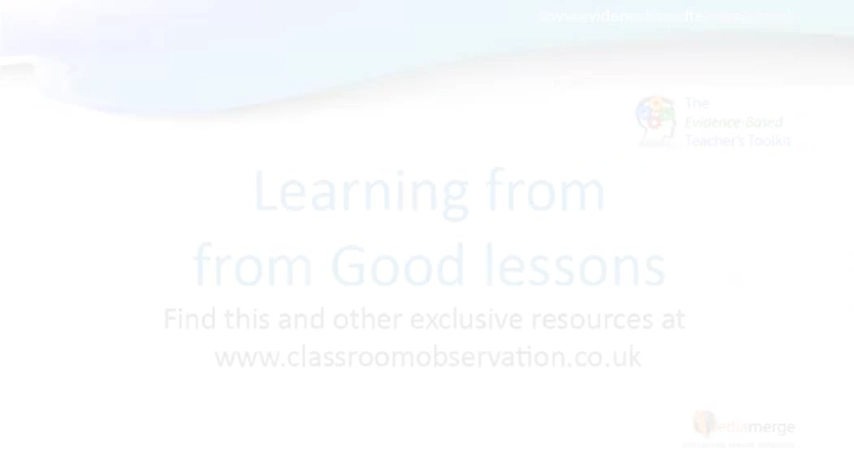 The
Evidence-Based
Teacher's Toolkit
Learning from
from Good lessons
Find this and other exclusive resources at
www.classroomobservation.co.uk
mediamerge